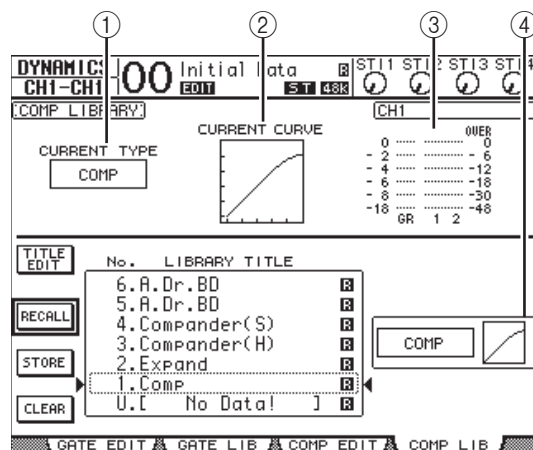 ① ② ③ ④
DYNAMICS CH1-CH1 00 Initial Data R EDIT ST 48K STI1 STI2 STI3 STI4
COMP LIBRARY CH1
CURRENT TYPE
COMP
CURRENT CURVE
OVER
0 0
- 2 - 6
- 4 -12
- 6 -18
- 8 -30
-18 -48
GR 1 2
No. LIBRARY TITLE
TITLE EDIT
6.A.Dr.BD R
5.A.Dr.BD R
RECALL
4.Compander(S) R
3.Compander(H) R
COMP
STORE
2.Expand R
1.Comp R
CLEAR
U.[ No Data! ] R
GATE EDIT GATE LIB COMP EDIT COMP LIB